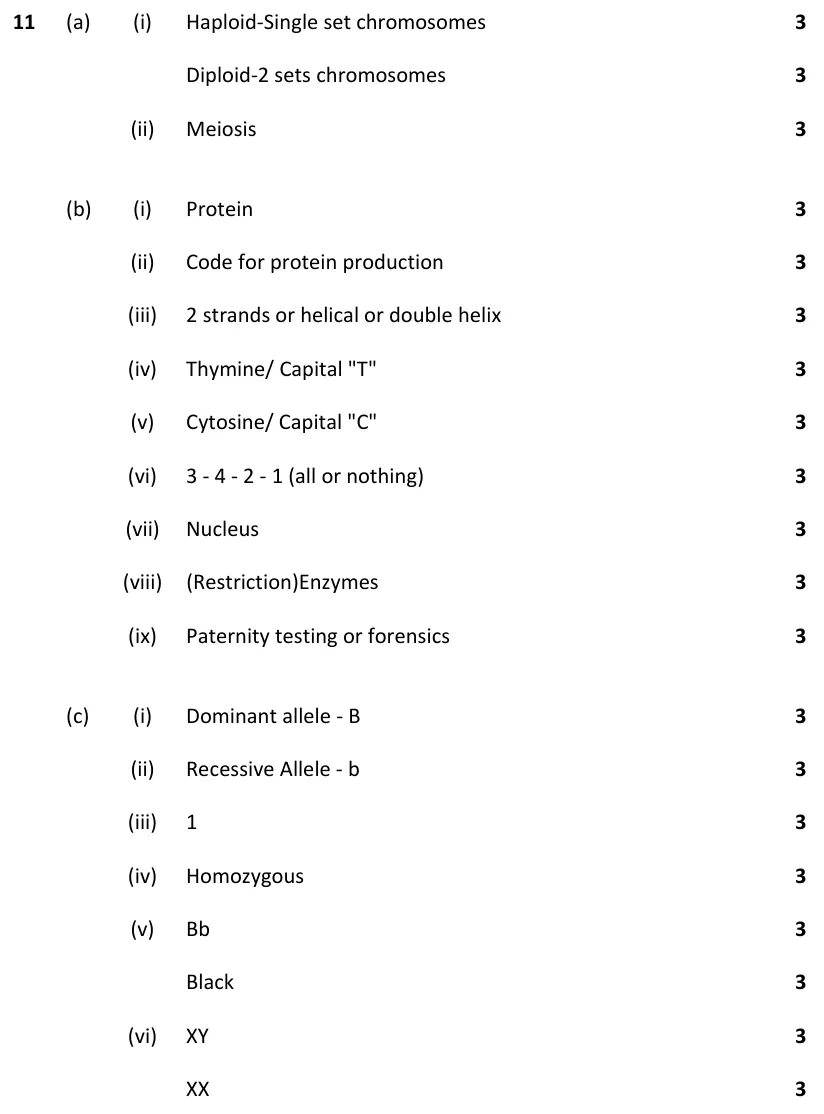 11 (a) (i) Haploid-Single set chromosomes 3
Diploid-2 sets chromosomes 3
(ii) Meiosis 3
(b) (i) Protein 3
(ii) Code for protein production 3
(iii) 2 strands or helical or double helix 3
(iv) Thymine/ Capital "T" 3
(v) Cytosine/ Capital "C" 3
(vi) 3 - 4 - 2 - 1 (all or nothing) 3
(vii) Nucleus 3
(viii) (Restriction)Enzymes 3
(ix) Paternity testing or forensics 3
(c) (i) Dominant allele - B 3
(ii) Recessive Allele - b 3
(iii) 1 3
(iv) Homozygous 3
(v) Bb 3
Black 3
(vi) XY 3
XX 3